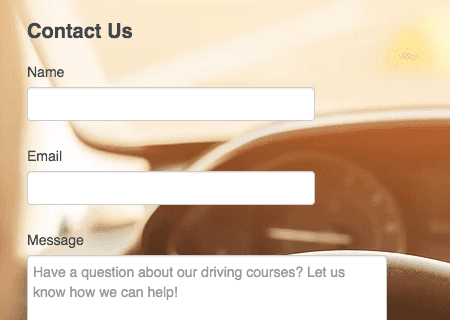 Contact Us
Name
Email
Message
Have a question about our driving courses? Let us
know how we can help!